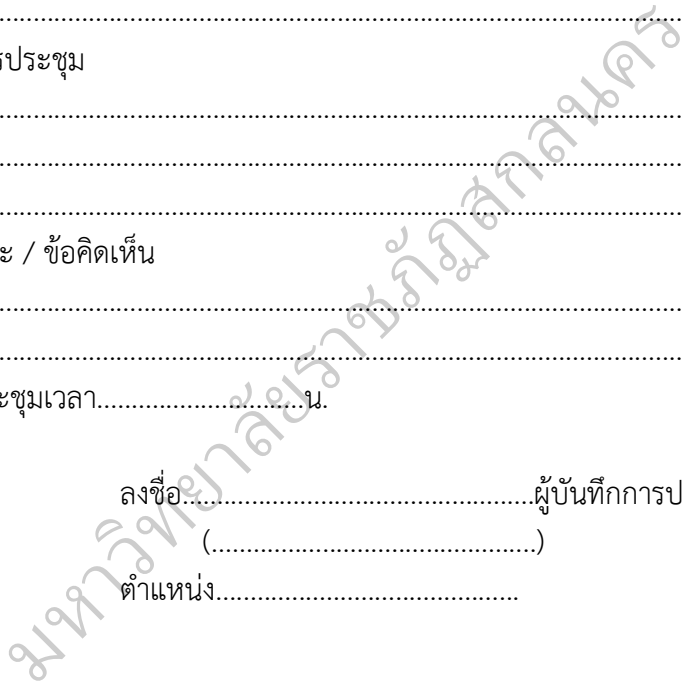 ....................................................................................................
รประชุม
....................................................................................................
....................................................................................................
....................................................................................................
ะ / ข้อคิดเห็น
....................................................................................................
....................................................................................................
ะชุมเวลา..................................น.
ลงชื่อ...................................................ผู้บันทึกการป
(...............................................)
ตำแหน่ง............................................
มหาวิทยาลัยราชภัฏสกลนคร